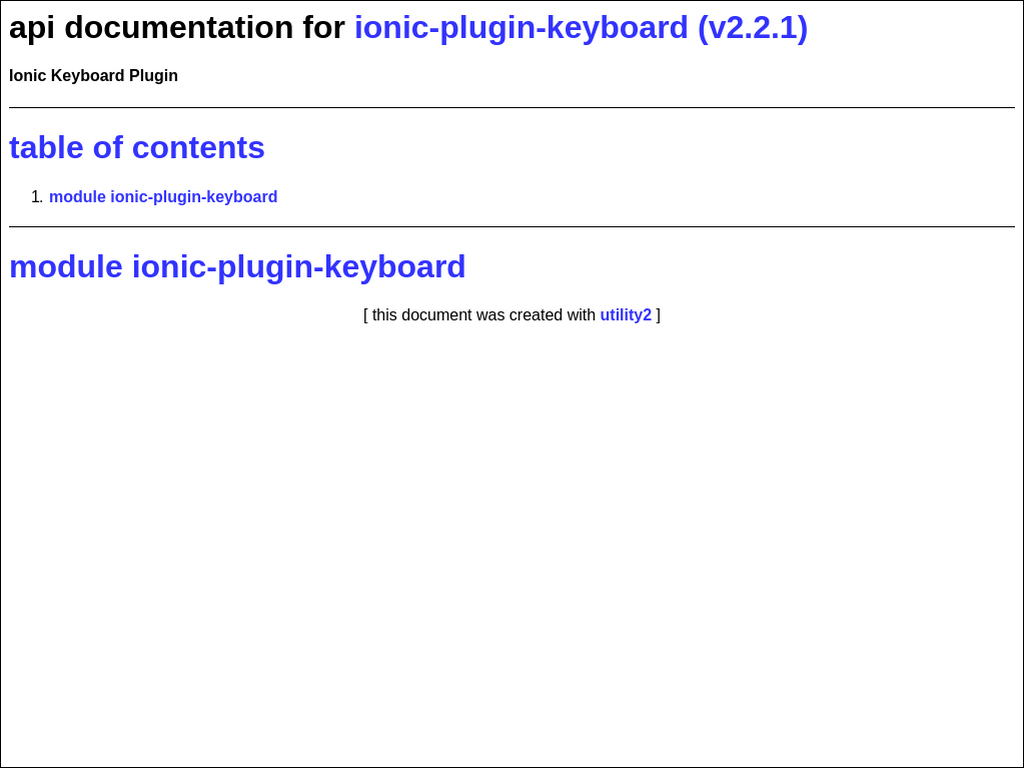 api documentation for ionic-plugin-keyboard (v2.2.1)
Ionic Keyboard Plugin
table of contents
1. module ionic-plugin-keyboard
module ionic-plugin-keyboard
[ this document was created with utility2 ]